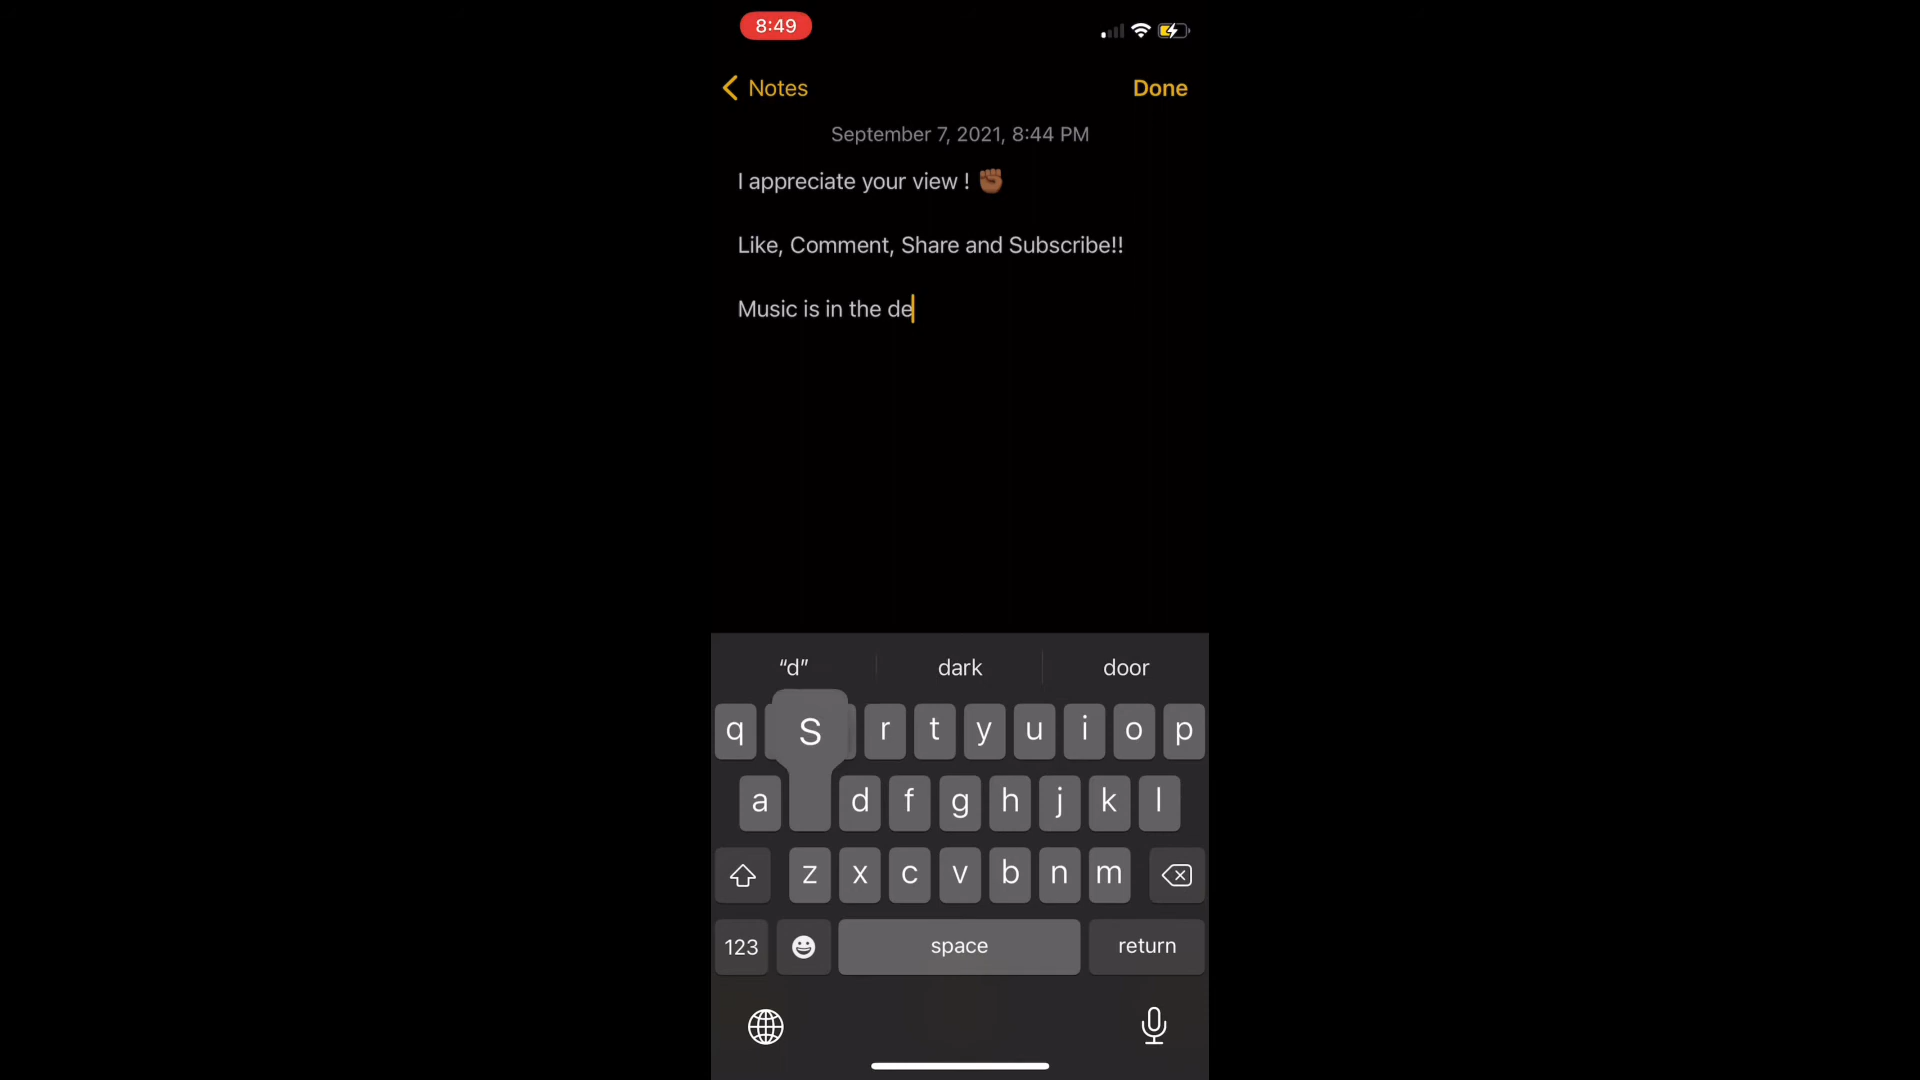 8:49
Notes
Done
September 7, 2021, 8:44 PM
I appreciate your view ! ✊🏾
Like, Comment, Share and Subscribe!!
Music is in the de
“d”
dark
door
q
S
r
t
y
u
i
o
p
a
d
f
g
h
j
k
l
z
x
c
v
b
n
m
123
space
return